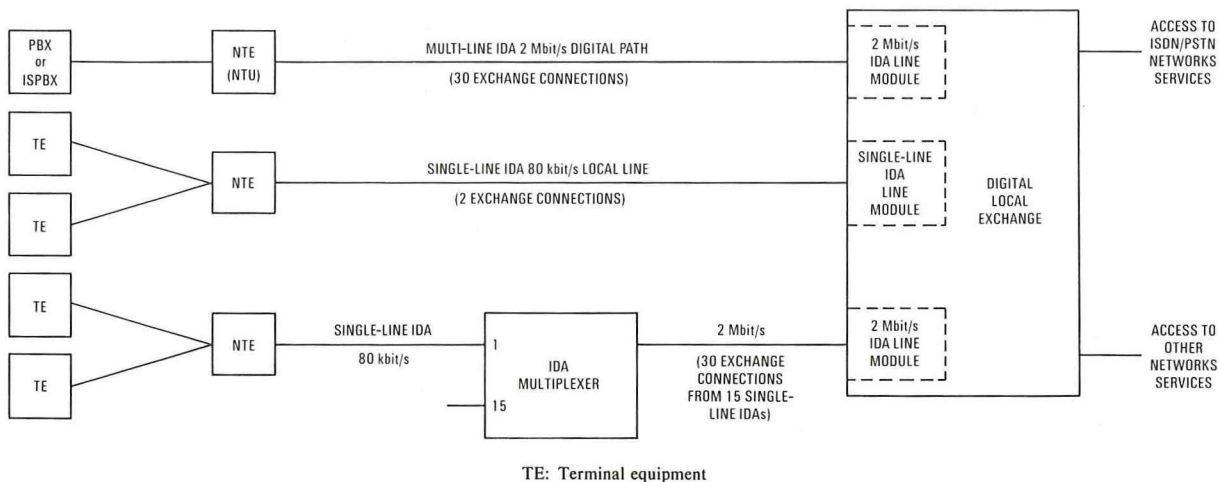 PBX
or
ISPBX
NTE
(NTU)
MULTI-LINE IDA 2 Mbit/s DIGITAL PATH
(30 EXCHANGE CONNECTIONS)
2 Mbit/s
IDA LINE
MODULE
ACCESS TO
ISDN/PSTN
NETWORKS
SERVICES
TE
TE
NTE
SINGLE-LINE IDA 80 kbit/s LOCAL LINE
(2 EXCHANGE CONNECTIONS)
SINGLE-LINE
IDA
LINE
MODULE
DIGITAL
LOCAL
EXCHANGE
TE
TE
NTE
SINGLE-LINE IDA
80 kbit/s
1
15
IDA
MULTIPLEXER
2 Mbit/s
(30 EXCHANGE
CONNECTIONS
FROM 15 SINGLE-
LINE IDAs)
2 Mbit/s
IDA LINE
MODULE
ACCESS TO
OTHER
NETWORKS
SERVICES
TE: Terminal equipment